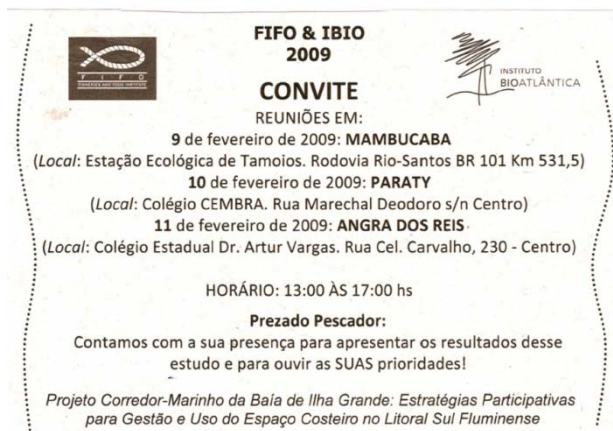 FIFO & IBIO
2009
FIFO
FISHERIES AND FOOD INSTITUTE
INSTITUTO
BIOATLÂNTICA
CONVITE
REUNIÕES EM:
9 de fevereiro de 2009: MAMBUCABA
(Local: Estação Ecológica de Tamoios. Rodovia Rio-Santos BR 101 Km 531,5)
10 de fevereiro de 2009: PARATY
(Local: Colégio CEMBRA. Rua Marechal Deodoro s/n Centro)
11 de fevereiro de 2009: ANGRA DOS REIS
(Local: Colégio Estadual Dr. Artur Vargas. Rua Cel. Carvalho, 230 - Centro)
HORÁRIO: 13:00 ÀS 17:00 hs
Prezado Pescador:
Contamos com a sua presença para apresentar os resultados desse
estudo e para ouvir as SUAS prioridades!
Projeto Corredor-Marinho da Baía de Ilha Grande: Estratégias Participativas
para Gestão e Uso do Espaço Costeiro no Litoral Sul Fluminense